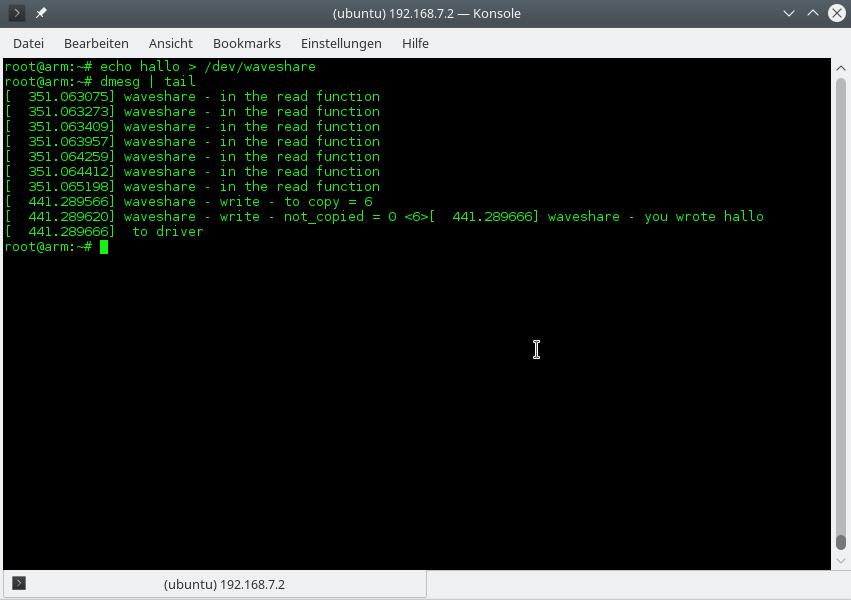 (ubuntu) 192.168.7.2 — Konsole
Datei Bearbeiten Ansicht Bookmarks Einstellungen Hilfe
root@arm:~# echo hallo > /dev/waveshare
root@arm:~# dmesg | tail
[  351.063075] waveshare - in the read function
[  351.063273] waveshare - in the read function
[  351.063409] waveshare - in the read function
[  351.063957] waveshare - in the read function
[  351.064259] waveshare - in the read function
[  351.064412] waveshare - in the read function
[  351.065198] waveshare - in the read function
[  441.289566] waveshare - write - to copy = 6
[  441.289620] waveshare - write - not_copied = 0 <6>[  441.289666] waveshare - you wrote hallo
[  441.289666]  to driver
root@arm:~#
(ubuntu) 192.168.7.2